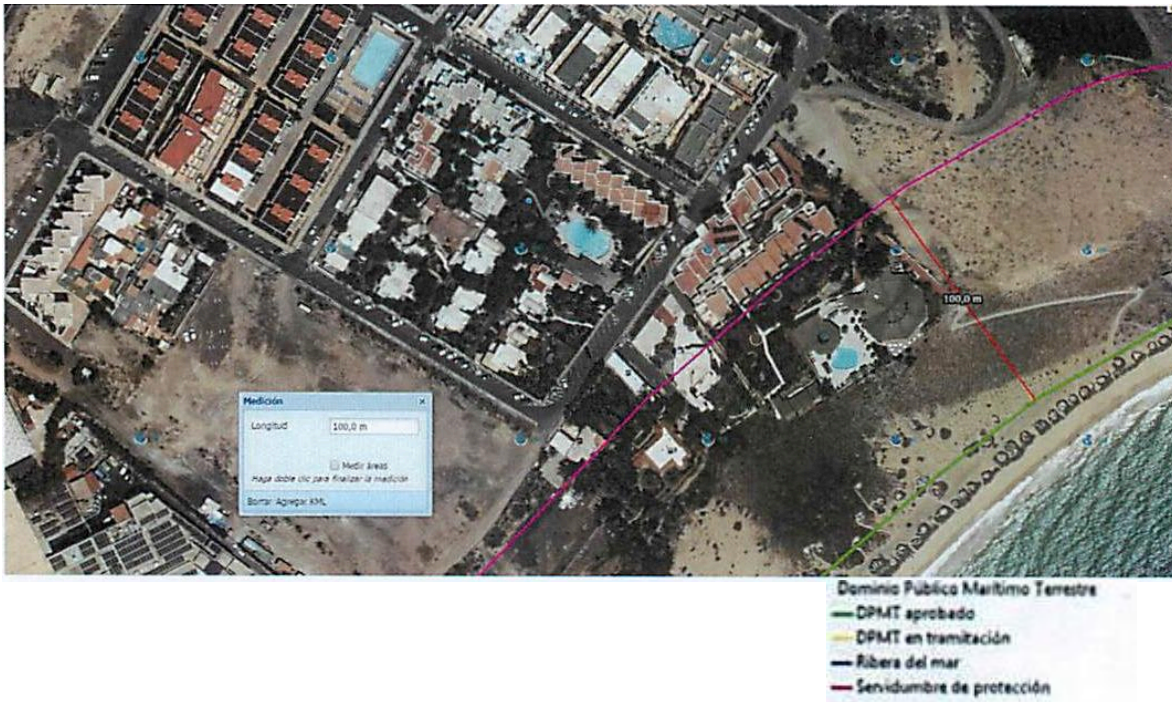 100,0 m
Medición ×
Longitud 100,0 m
Medir áreas
Haga doble clic para finalizar la medición
Borrar Agregar KML
Dominio Público Marítimo Terrestre
DPMT aprobado
DPMT en tramitación
Ribera del mar
Servidumbre de protección